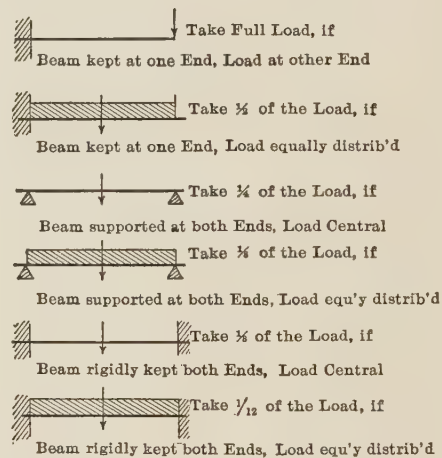 Take Full Load, if
Beam kept at one End, Load at other End
Take ½ of the Load, if
Beam kept at one End, Load equally distrib'd
Take ¼ of the Load, if
Beam supported at both Ends, Load Central
Take ⅛ of the Load, if
Beam supported at both Ends, Load equ'y distrib'd
Take ⅛ of the Load, if
Beam rigidly kept both Ends, Load Central
Take 1/12 of the Load, if
Beam rigidly kept both Ends, Load equ'y distrib'd